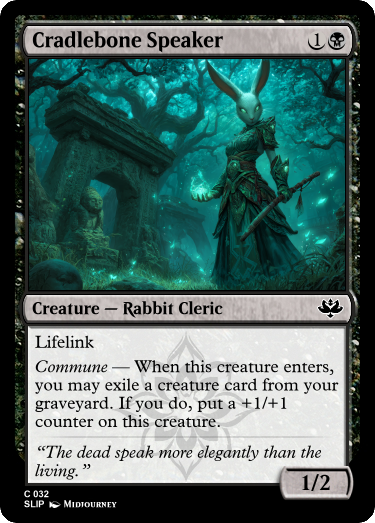 Cradlebone Speaker 1
Creature — Rabbit Cleric
Lifelink
Commune — When this creature enters,
you may exile a creature card from your
graveyard. If you do, put a +1/+1
counter on this creature.
“The dead speak more elegantly than the
living.”
1/2
C 032
SLIP Midjourney